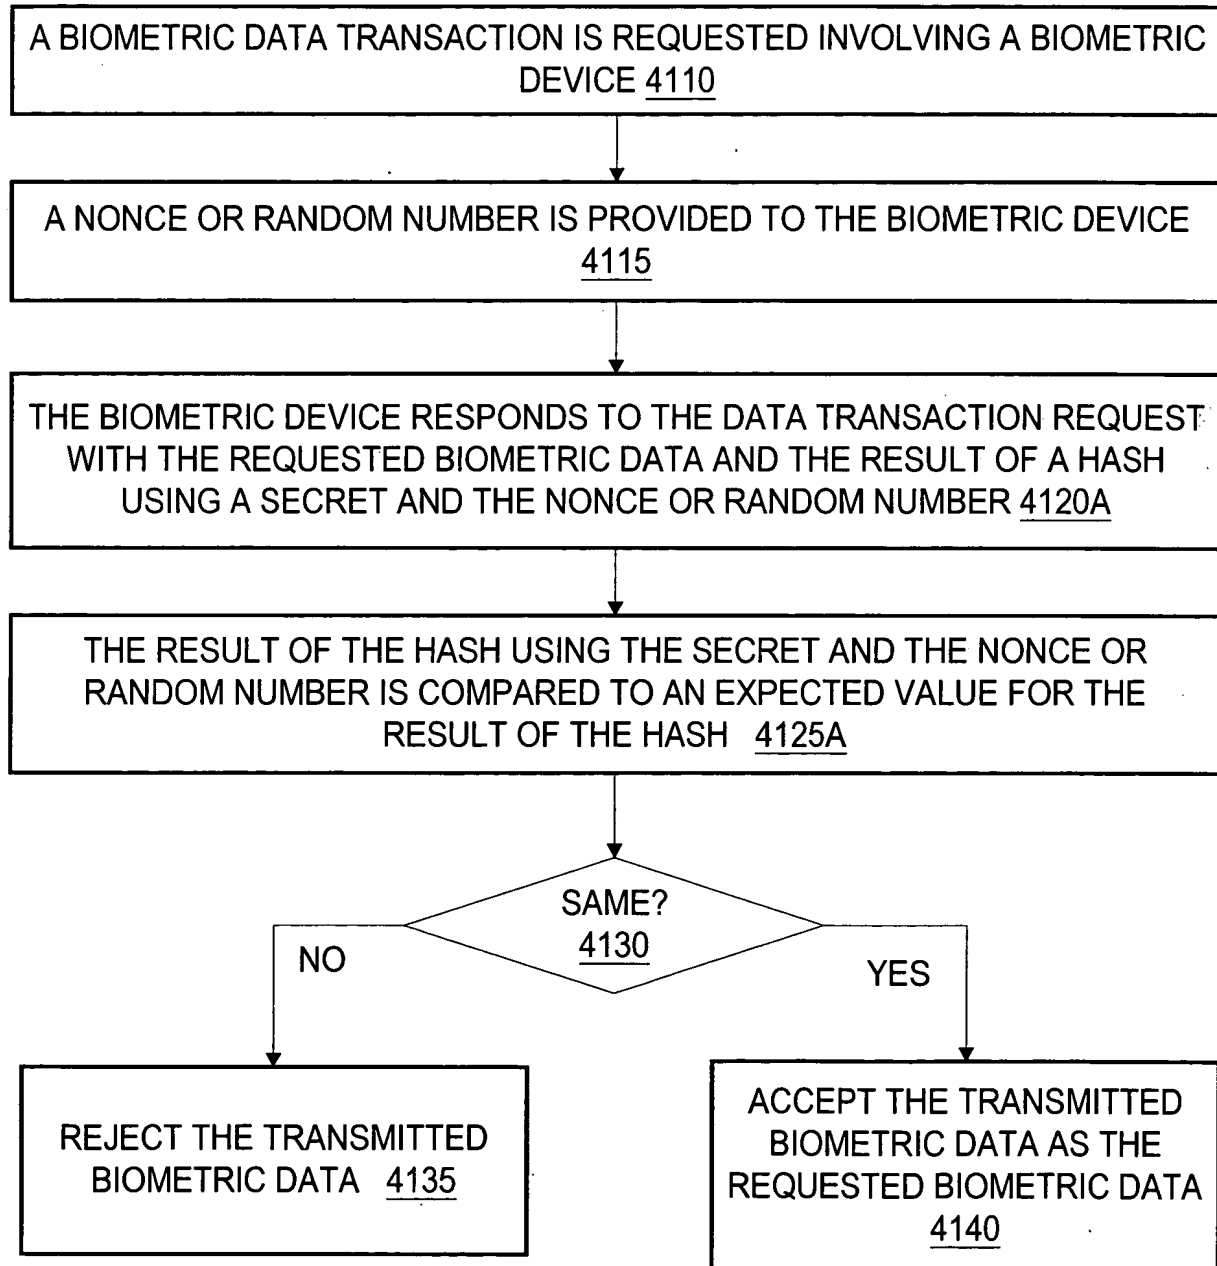 A BIOMETRIC DATA TRANSACTION IS REQUESTED INVOLVING A BIOMETRIC
DEVICE 4110
A NONCE OR RANDOM NUMBER IS PROVIDED TO THE BIOMETRIC DEVICE
4115
THE BIOMETRIC DEVICE RESPONDS TO THE DATA TRANSACTION REQUEST
WITH THE REQUESTED BIOMETRIC DATA AND THE RESULT OF A HASH
USING A SECRET AND THE NONCE OR RANDOM NUMBER 4120A
THE RESULT OF THE HASH USING THE SECRET AND THE NONCE OR
RANDOM NUMBER IS COMPARED TO AN EXPECTED VALUE FOR THE
RESULT OF THE HASH 4125A
SAME?
4130
NO
YES
REJECT THE TRANSMITTED
BIOMETRIC DATA 4135
ACCEPT THE TRANSMITTED
BIOMETRIC DATA AS THE
REQUESTED BIOMETRIC DATA
4140